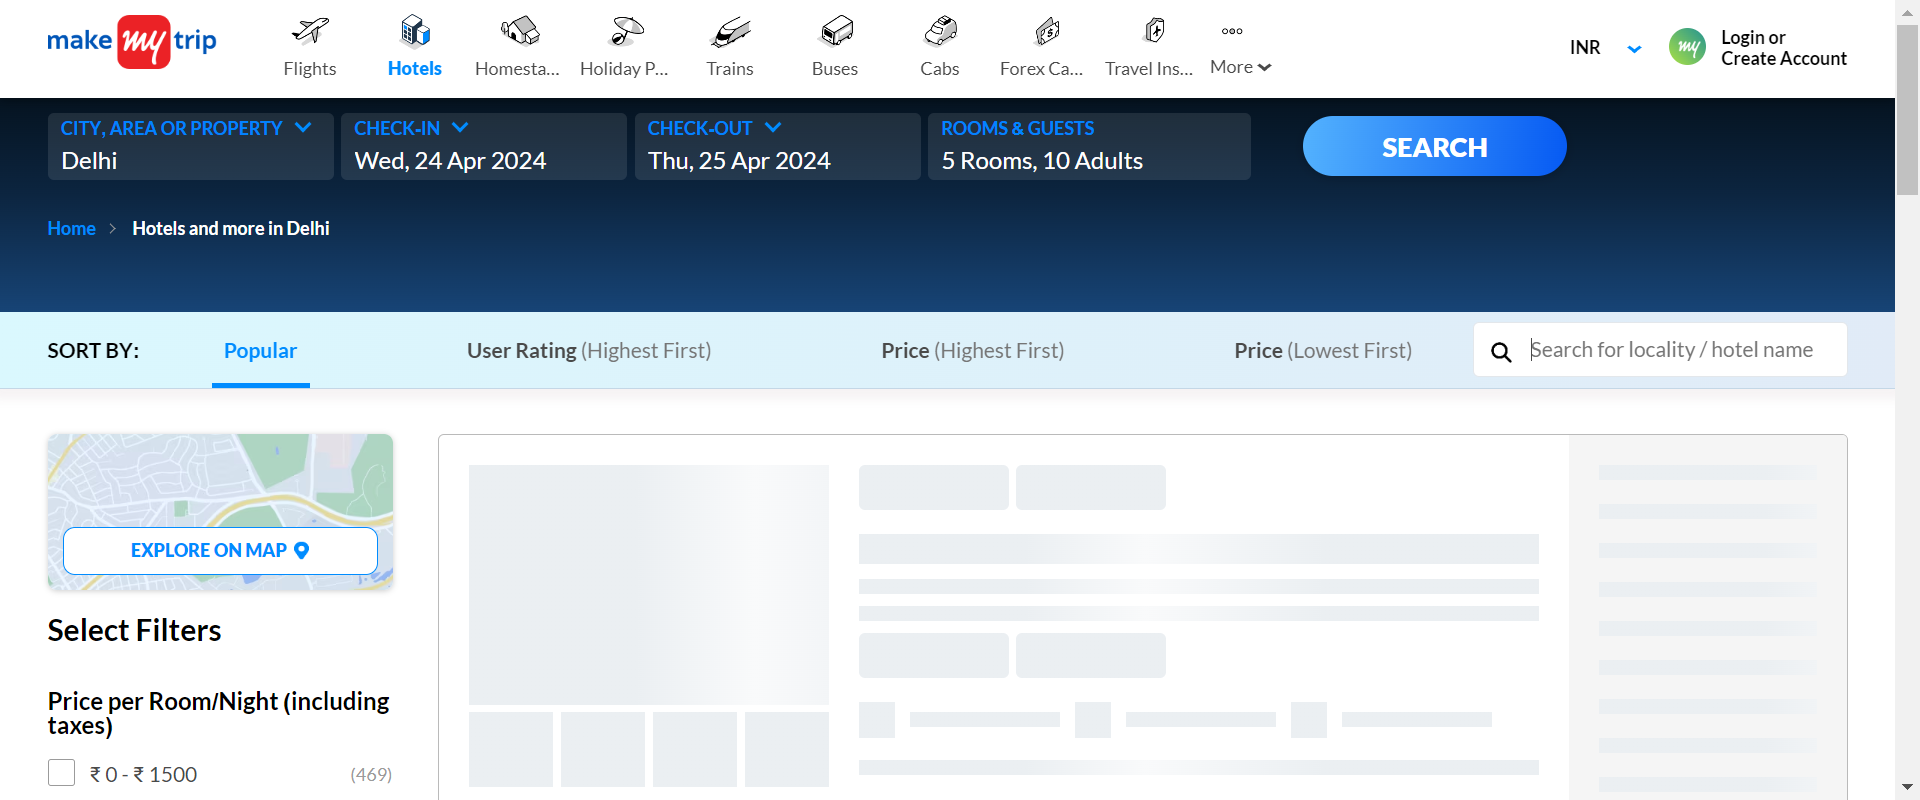 make my trip
Flights
Hotels
Homesta...
Holiday P...
Trains
Buses
Cabs
Forex Ca...
Travel Ins...
More
INR
my
Login or
Create Account
CITY, AREA OR PROPERTY
Delhi
CHECK-IN
Wed, 24 Apr 2024
CHECK-OUT
Thu, 25 Apr 2024
ROOMS & GUESTS
5 Rooms, 10 Adults
SEARCH
Home
Hotels and more in Delhi
SORT BY:
Popular
User Rating (Highest First)
Price (Highest First)
Price (Lowest First)
Search for locality / hotel name
EXPLORE ON MAP
Select Filters
Price per Room/Night (including
taxes)
₹ 0 - ₹ 1500
(469)